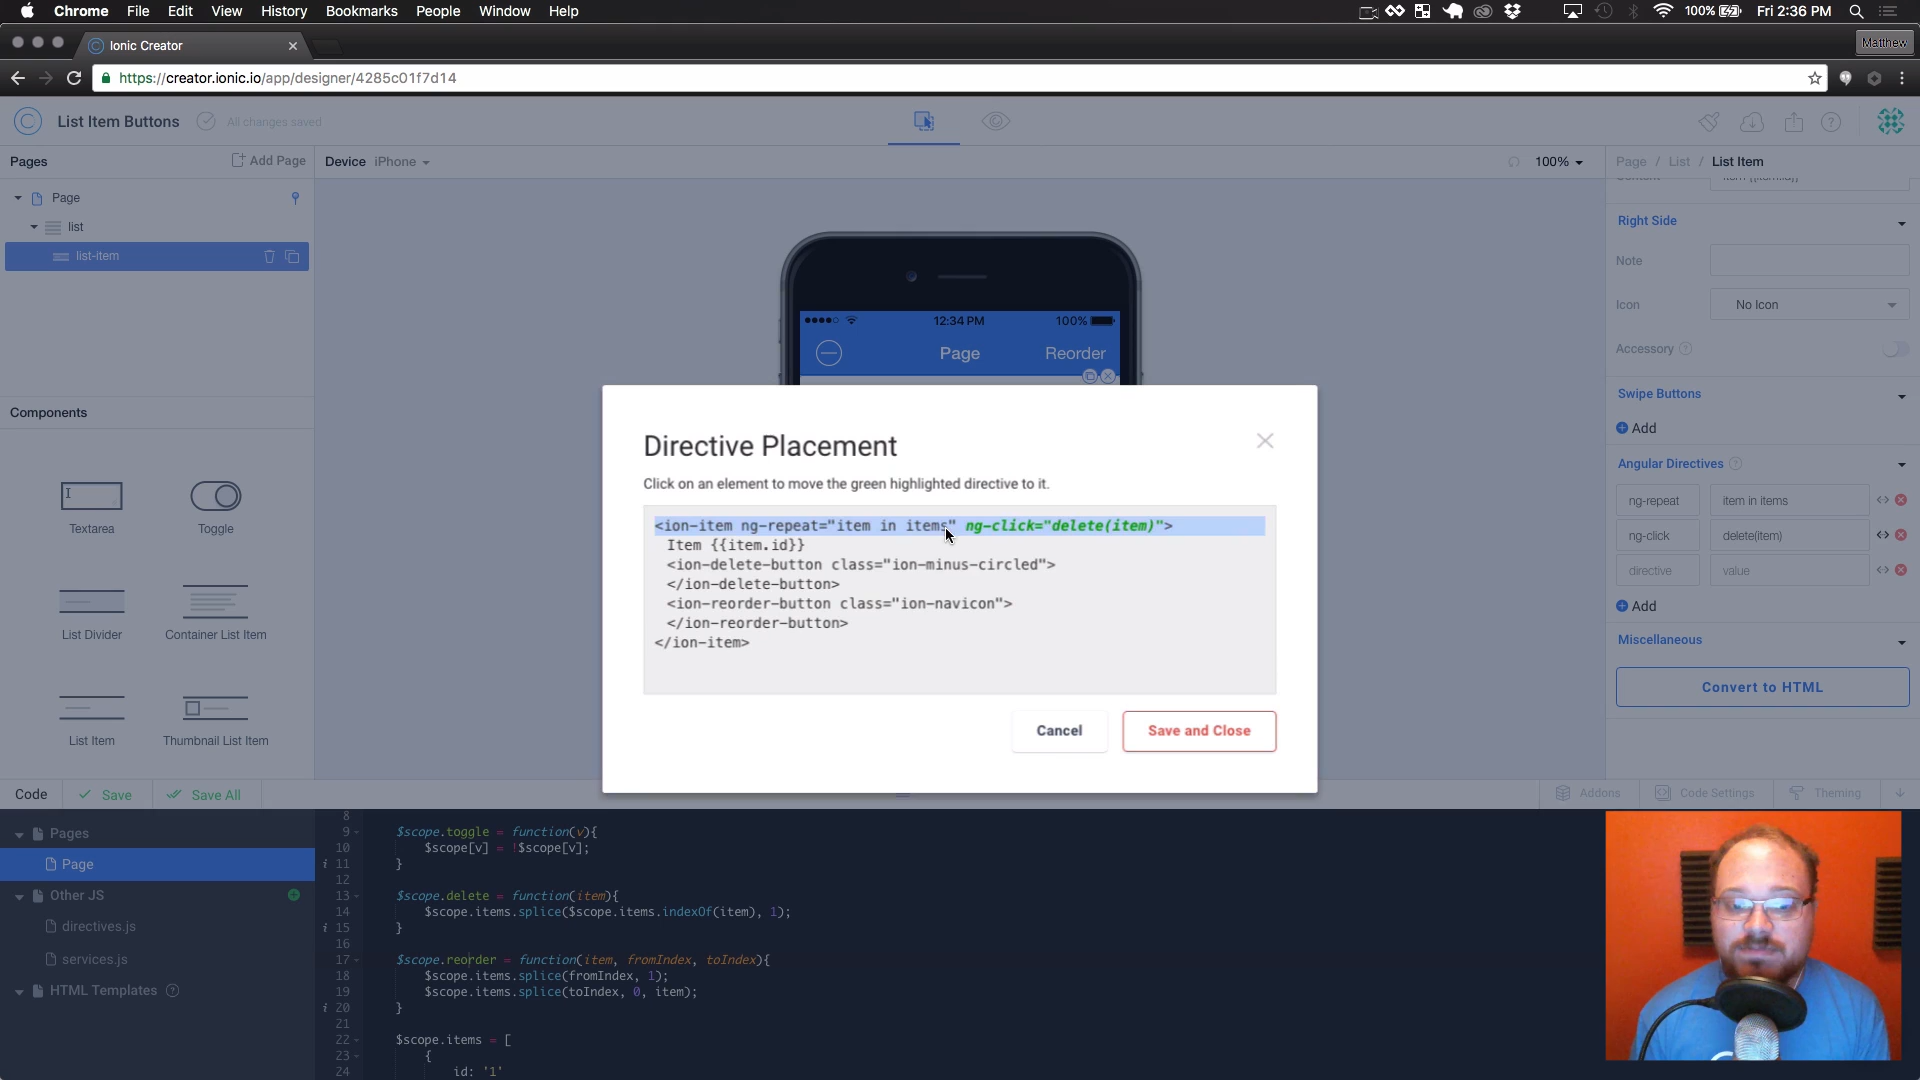 Chrome File Edit View History Bookmarks People Window Help
100% Fri 2:36 PM
Ionic Creator
Matthew
https://creator.ionic.io/app/designer/4285c01f7d14
List Item Buttons All changes saved
Pages Add Page
Device iPhone
100%
Page / List / List Item
Page
list
list-item
Right Side
Note
Icon No Icon
Accessory
Swipe Buttons
Add
Angular Directives
ng-repeat item in items
ng-click delete(item)
directive value
Add
Miscellaneous
Convert to HTML
12:34 PM 100%
Page Reorder
Directive Placement
Click on an element to move the green highlighted directive to it.
<ion-item ng-repeat="item in items" ng-click="delete(item)">
Item {{item.id}}
<ion-delete-button class="ion-minus-circled">
</ion-delete-button>
<ion-reorder-button class="ion-navicon">
</ion-reorder-button>
</ion-item>
Cancel Save and Close
Components
Textarea Toggle
List Divider Container List Item
List Item Thumbnail List Item
Code Save Save All
Addons Code Settings Theming
Pages
Page
Other JS
directives.js
services.js
HTML Templates
8
9 $scope.toggle = function(v){
10 $scope[v] = !$scope[v];
11 }
12
13 $scope.delete = function(item){
14 $scope.items.splice($scope.items.indexOf(item), 1);
15 }
16
17 $scope.reorder = function(item, fromIndex, toIndex){
18 $scope.items.splice(fromIndex, 1);
19 $scope.items.splice(toIndex, 0, item);
20 }
21
22 $scope.items = [
23 {
24 id: '1'